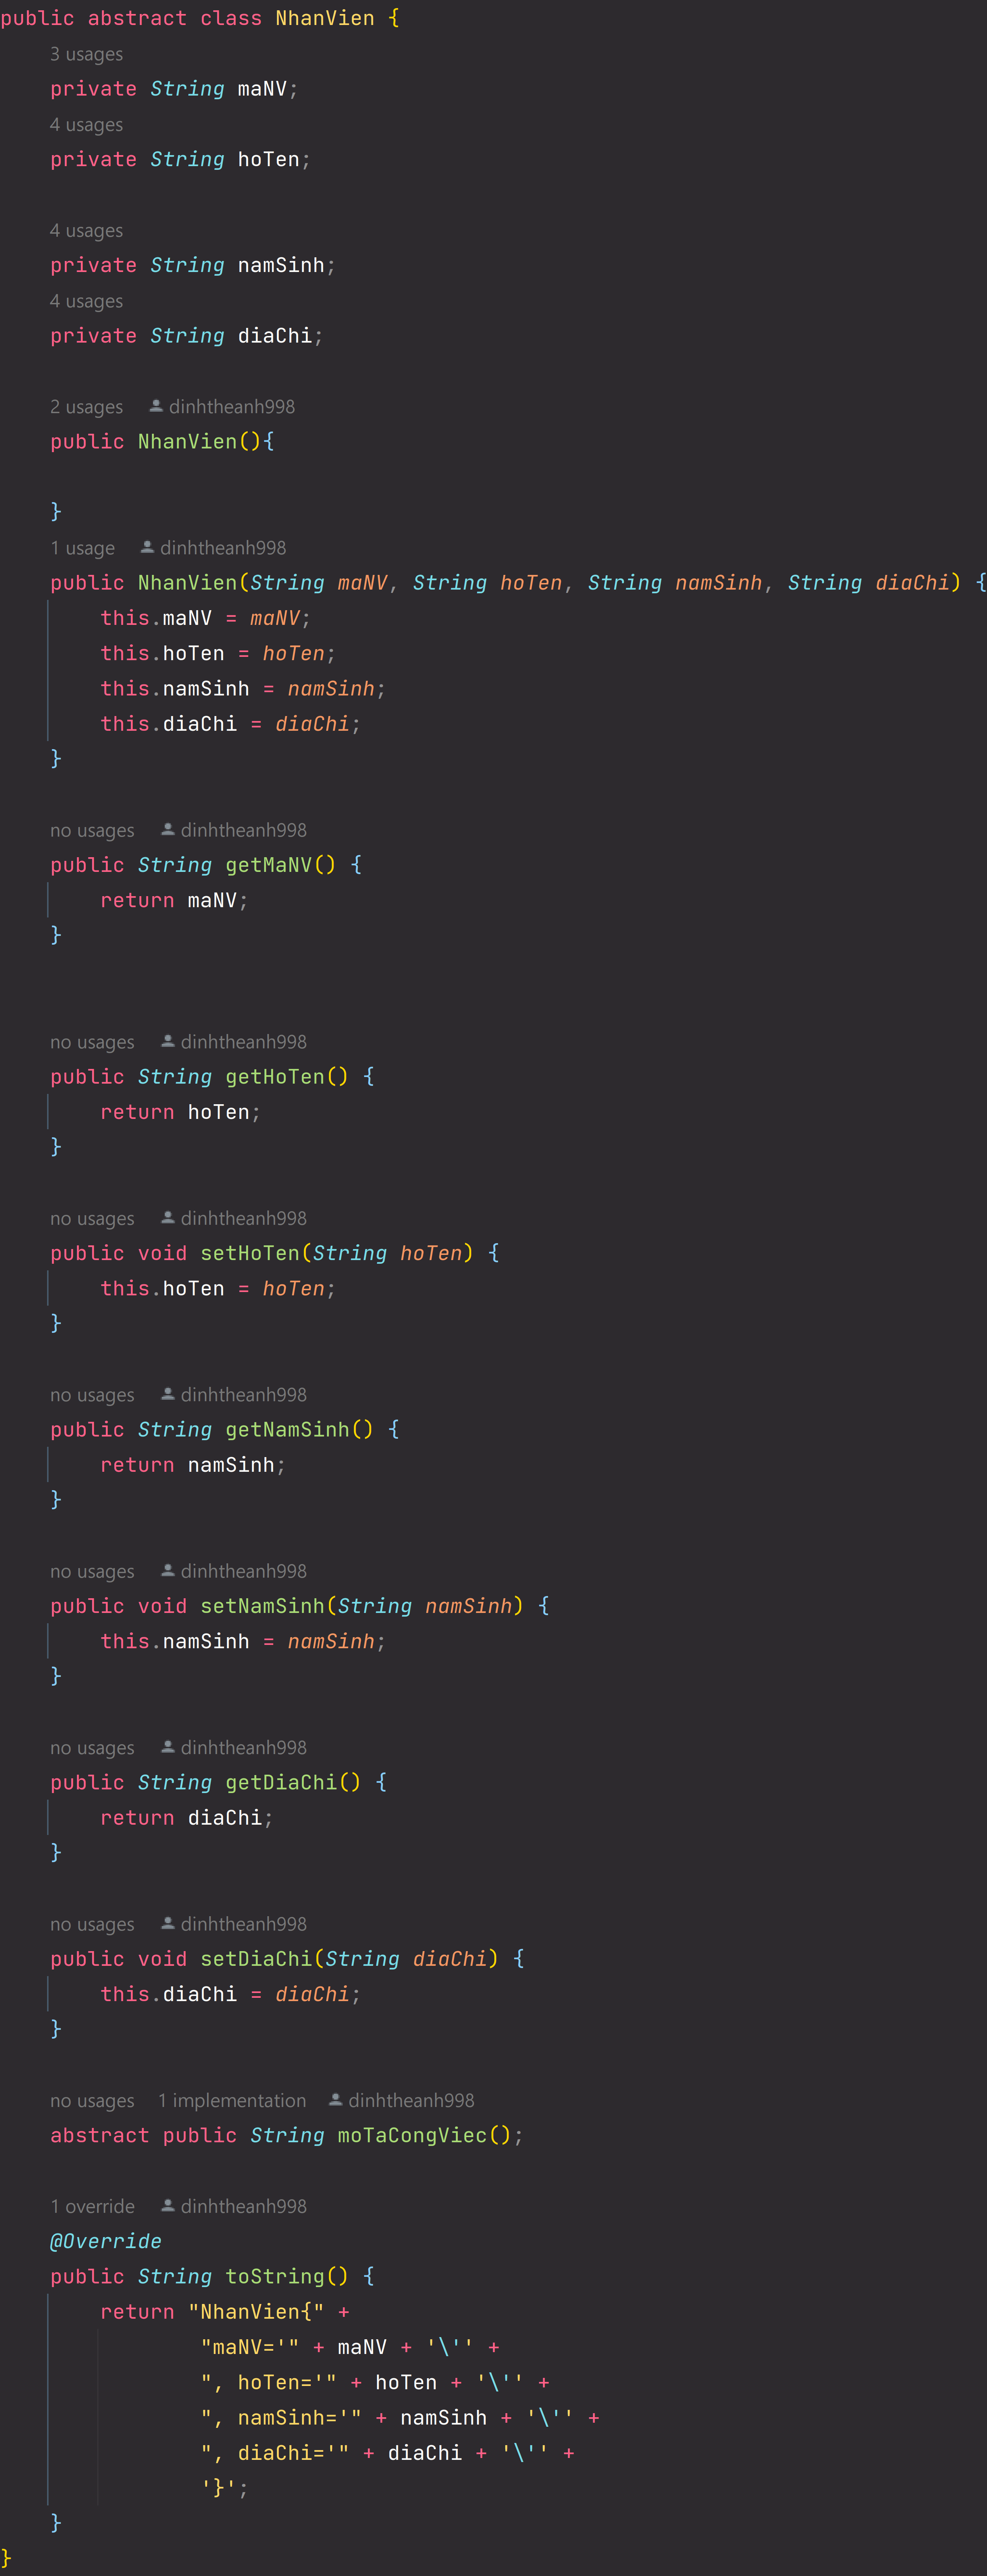 public abstract class NhanVien {
3 usages
private String maNV;
4 usages
private String hoTen;
4 usages
private String namSinh;
4 usages
private String diaChi;
2 usages dinhtheanh998
public NhanVien(){
}
1 usage dinhtheanh998
public NhanVien(String maNV, String hoTen, String namSinh, String diaChi) {
this.maNV = maNV;
this.hoTen = hoTen;
this.namSinh = namSinh;
this.diaChi = diaChi;
}
no usages dinhtheanh998
public String getMaNV() {
return maNV;
}
no usages dinhtheanh998
public String getHoTen() {
return hoTen;
}
no usages dinhtheanh998
public void setHoTen(String hoTen) {
this.hoTen = hoTen;
}
no usages dinhtheanh998
public String getNamSinh() {
return namSinh;
}
no usages dinhtheanh998
public void setNamSinh(String namSinh) {
this.namSinh = namSinh;
}
no usages dinhtheanh998
public String getDiaChi() {
return diaChi;
}
no usages dinhtheanh998
public void setDiaChi(String diaChi) {
this.diaChi = diaChi;
}
no usages 1 implementation dinhtheanh998
abstract public String moTaCongViec();
1 override dinhtheanh998
@Override
public String toString() {
return "NhanVien{" +
"maNV='" + maNV + '\'' +
", hoTen='" + hoTen + '\'' +
", namSinh='" + namSinh + '\'' +
", diaChi='" + diaChi + '\'' +
'}';
}
}